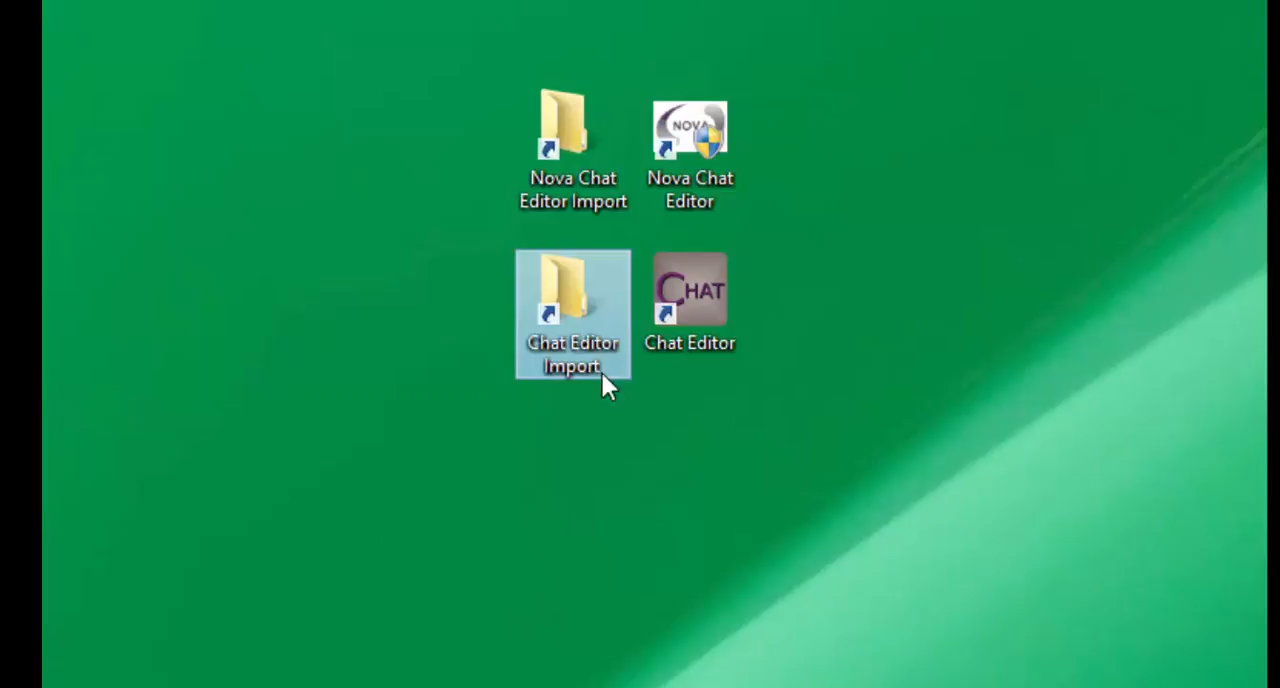 NOVA
Nova Chat
Editor Import
Nova Chat
Editor
CHAT
Chat Editor
Import
Chat Editor